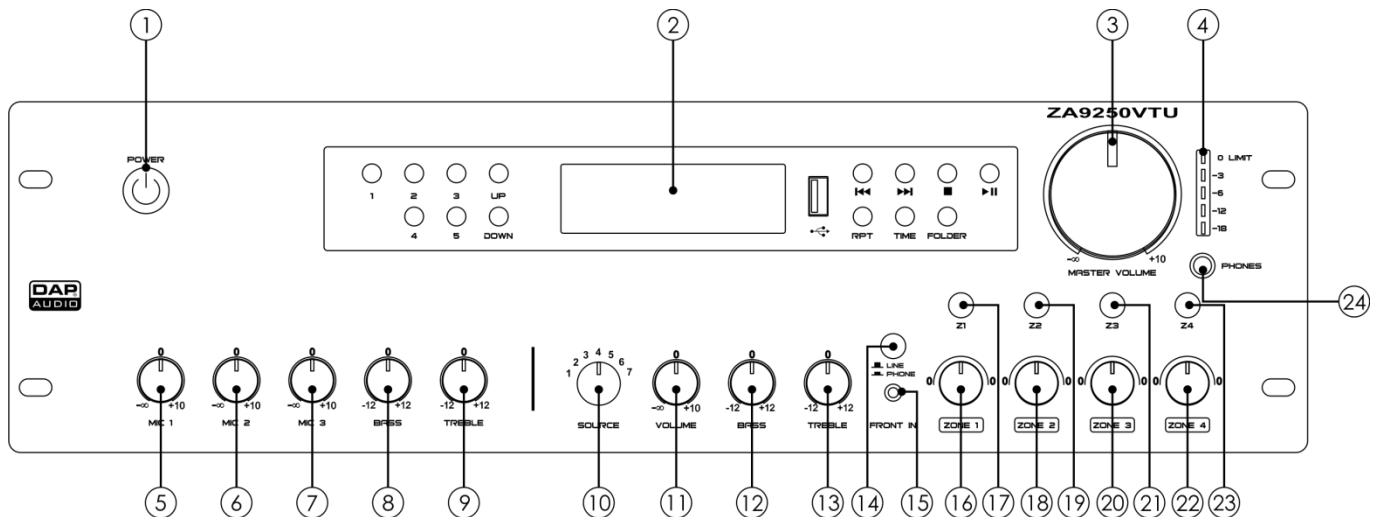 1 2 3 4
ZA9250VTU
POWER
1 2 3 UP
4 5 DOWN
RPT TIME FOLDER
0 LIMIT
-3
-6
-12
-18
-∞ +10
MASTER VOLUME
PHONES
24
DAP AUDIO
Z1 Z2 Z3 Z4
0 0 0 0 0
-∞ +10 -∞ +10 -∞ +10 -12 +12 -12 +12
MIC 1 MIC 2 MIC 3 BASS TREBLE
1 2 3 4 5 6 7
SOURCE
0 0 0
-∞ +10 -12 +12 -12 +12
VOLUME BASS TREBLE
LINE
PHONE
FRONT IN
0 0 0 0 0
ZONE 1 ZONE 2 ZONE 3 ZONE 4
5 6 7 8 9 10 11 12 13 14 15 16 17 18 19 20 21 22 23